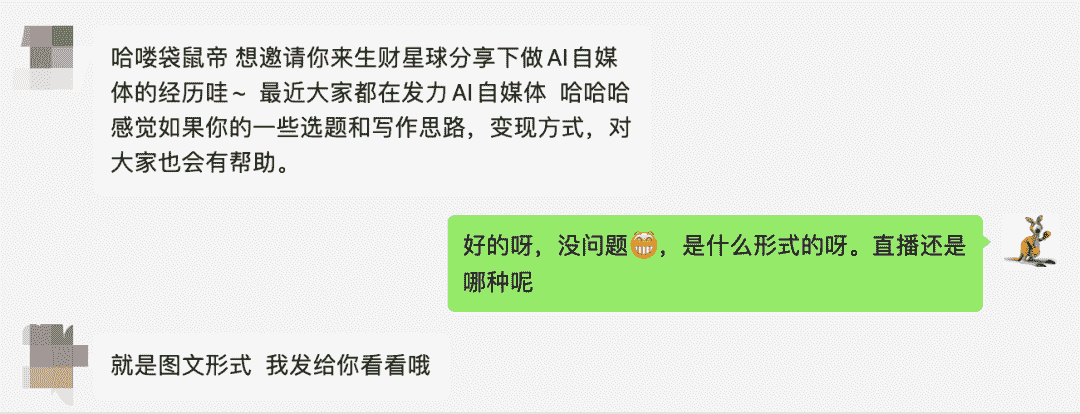 哈喽袋鼠帝 想邀请你来生财星球分享下做AI自媒
体的经历哇～ 最近大家都在发力AI自媒体 哈哈哈
感觉如果你的一些选题和写作思路，变现方式，对
大家也会有帮助。
好的呀，没问题😁，是什么形式的呀。直播还是
哪种呢
就是图文形式 我发给你看看哦